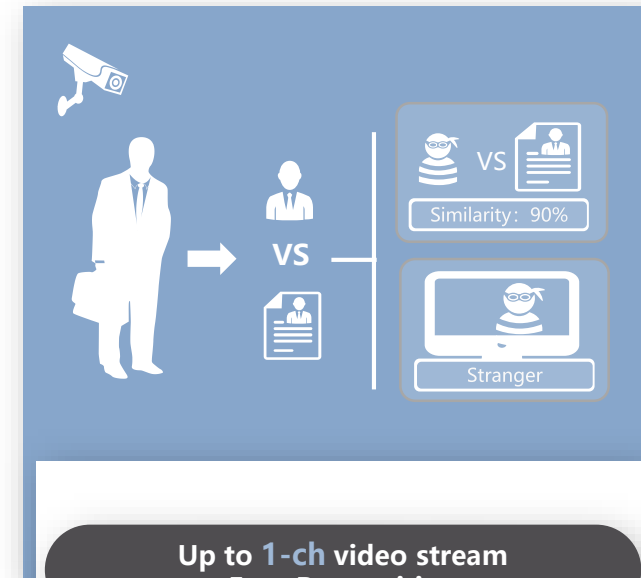 VS
Similarity: 90%
VS
Stranger
Up to 1-ch video stream